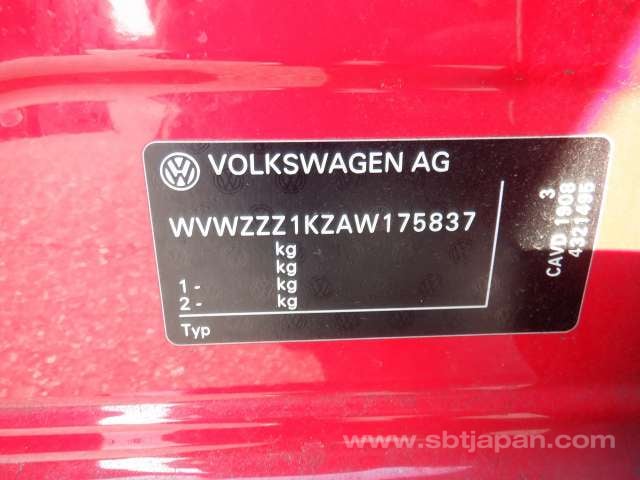 VOLKSWAGEN AG
WVWZZZ1KZAW175837
kg
kg
1 - kg
2 - kg
Typ
3
CAVD 1908
4321495
www.sbtjapan.com